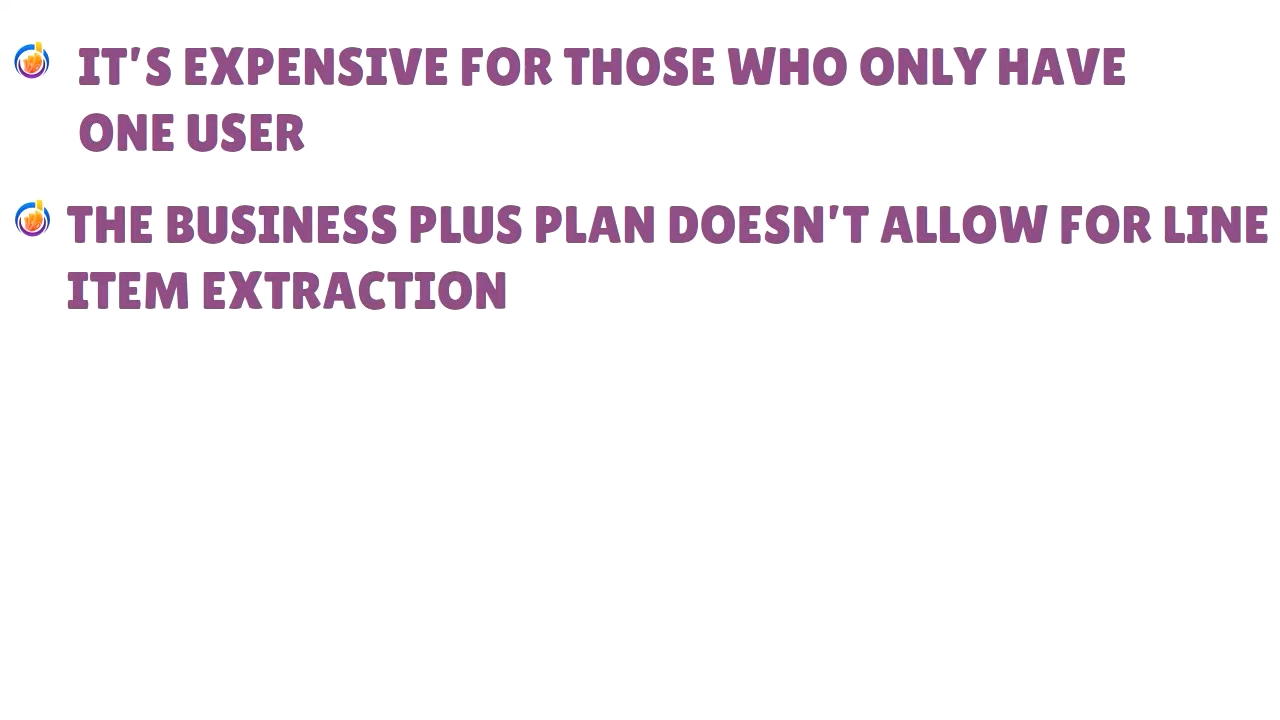 IT'S EXPENSIVE FOR THOSE WHO ONLY HAVE
ONE USER
THE BUSINESS PLUS PLAN DOESN'T ALLOW FOR LINE
ITEM EXTRACTION